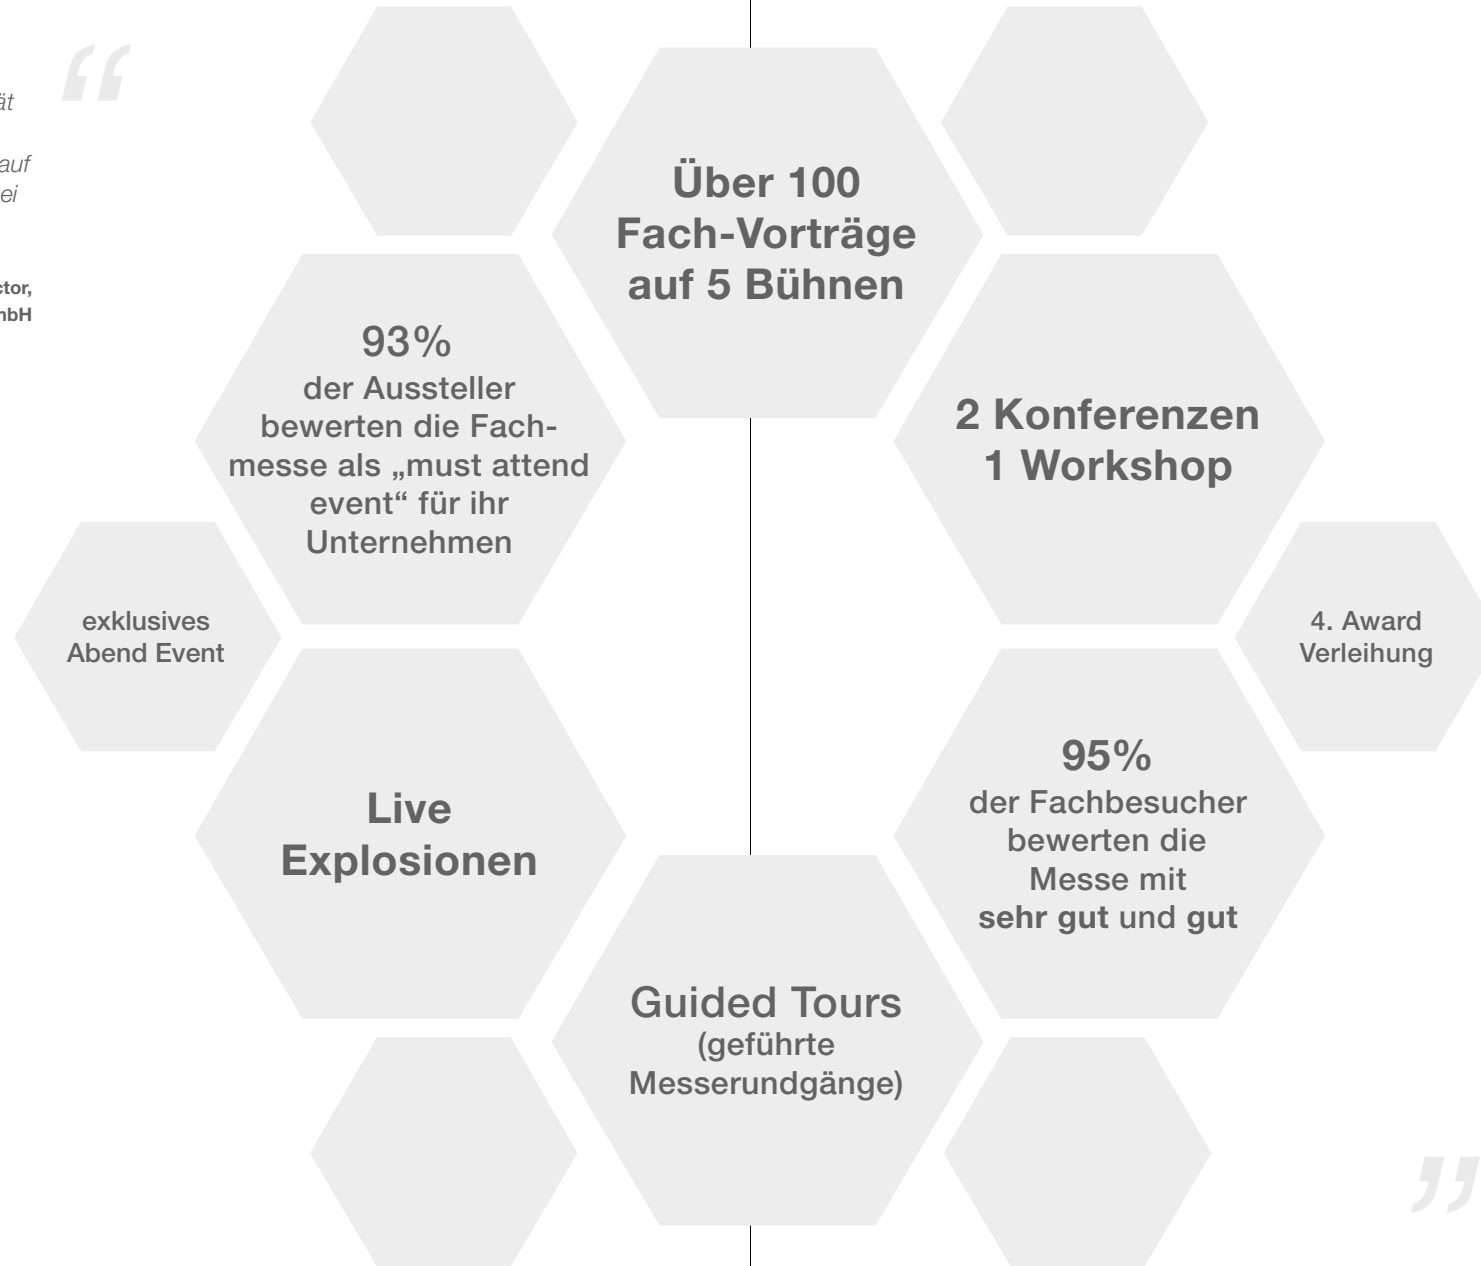 “
auf
Über 100
Fach-Vorträge
auf 5 Bühnen
93%
der Aussteller
bewerten die Fach-
messe als „must attend
event“ für ihr
Unternehmen
2 Konferenzen
1 Workshop
exklusives
Abend Event
4. Award
Verleihung
Live
Explosionen
95%
der Fachbesucher
bewerten die
Messe mit
sehr gut und gut
Guided Tours
(geführte
Messerundgänge)
”